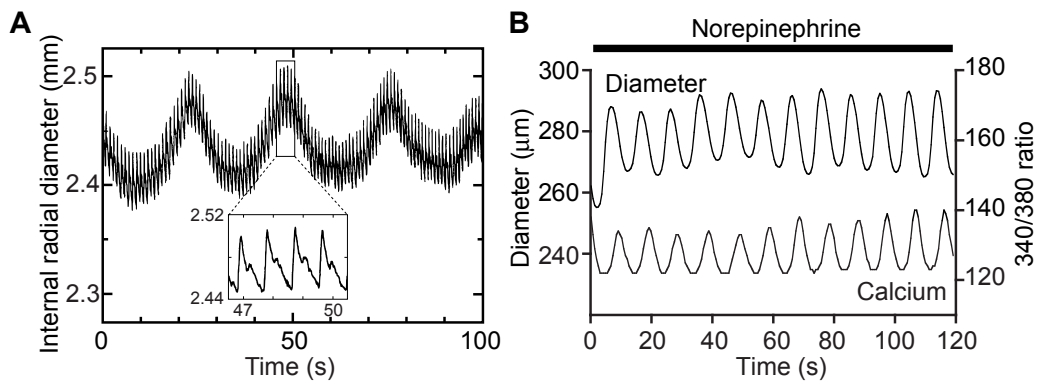 A
Internal radial diameter (mm)
2.5
2.4
2.3
2.52
2.44
47
50
0
50
100
Time (s)
B
Norepinephrine
Diameter (μm)
300
280
260
240
Diameter
Calcium
180
160
140
120
340/380 ratio
0
20
40
60
80
100
120
Time (s)